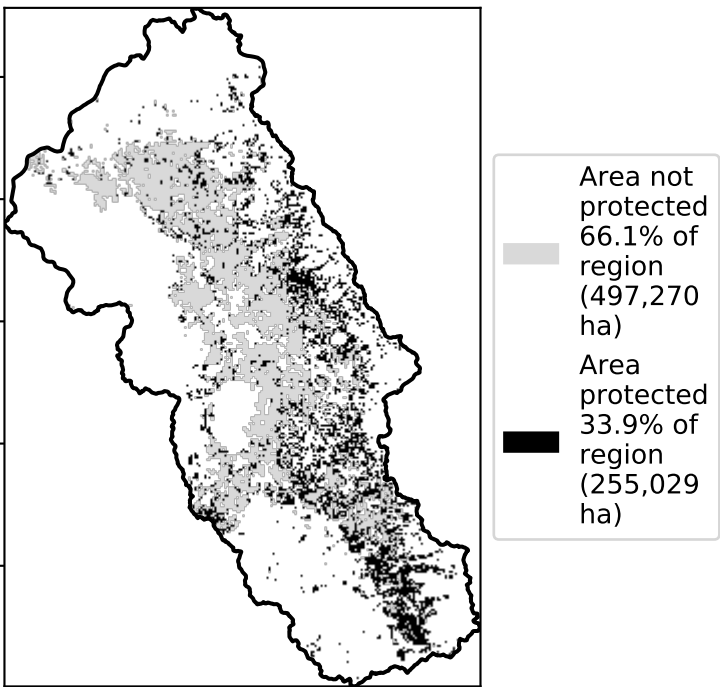 Area not
protected
66.1% of
region
(497,270
ha)
Area
protected
33.9% of
region
(255,029
ha)